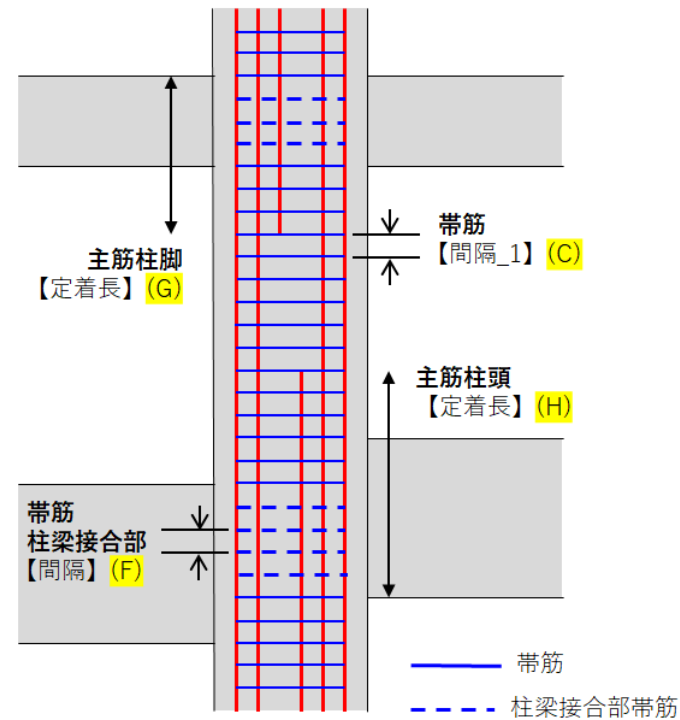 帯筋
【間隔_1】(C)
主筋柱脚
【定着長】(G)
主筋柱頭
【定着長】(H)
帯筋
柱梁接合部
【間隔】(F)
帯筋
柱梁接合部帯筋